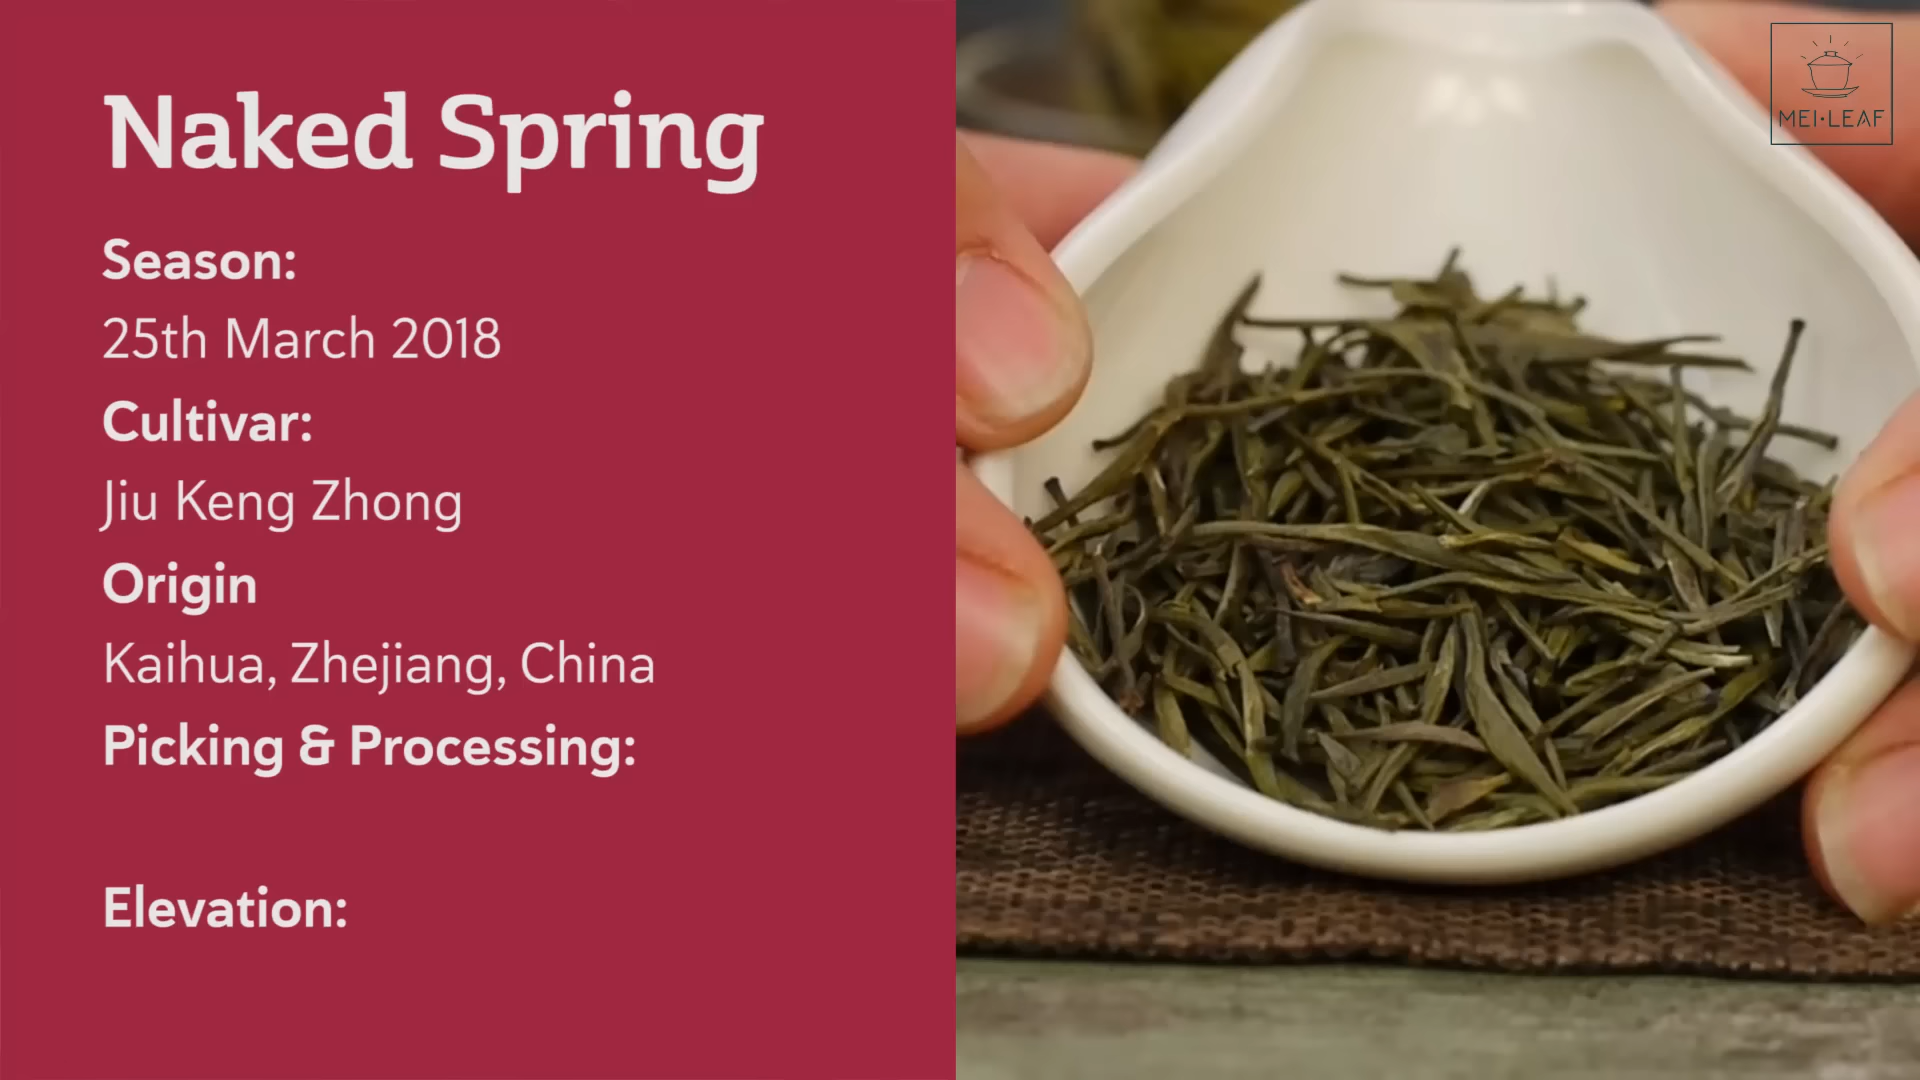 Naked Spring
Season:
25th March 2018
Cultivar:
Jiu Keng Zhong
Origin
Kaihua, Zhejiang, China
Picking & Processing:
Elevation:
MEI·LEAF